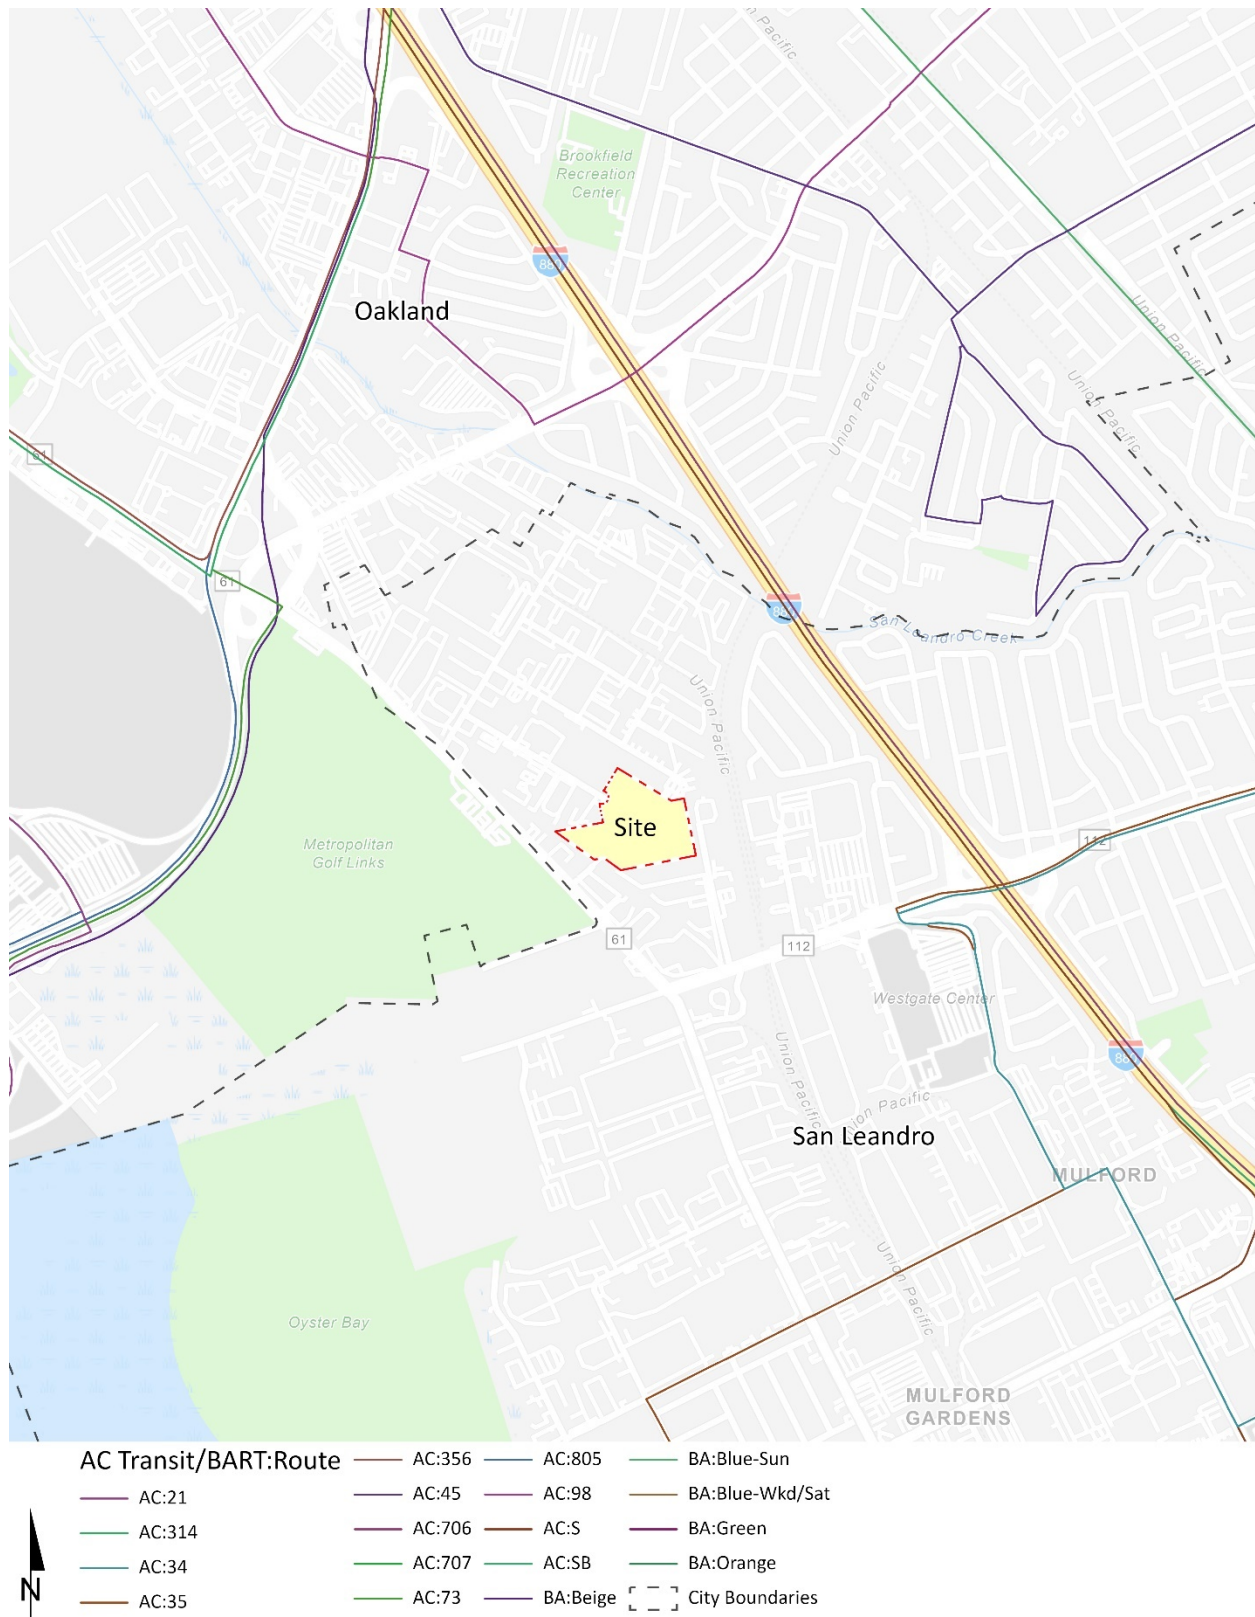 Union Pacific
Brookfield
Recreation
Center
880
Oakland
Union Pacific
Union Pacific
Union Pacific
61
61
880
San Leandro Creek
Union Pacific
Site
Metropolitan
Golf Links
112
61
112
Westgate Center
880
Union Pacific
Union Pacific
San Leandro
MULFORD
Union Pacific
Oyster Bay
MULFORD
GARDENS
AC Transit/BART:Route
AC:21
AC:314
AC:34
AC:35
AC:356
AC:45
AC:706
AC:707
AC:73
AC:805
AC:98
AC:S
AC:SB
BA:Beige
BA:Blue-Sun
BA:Blue-Wkd/Sat
BA:Green
BA:Orange
City Boundaries
N